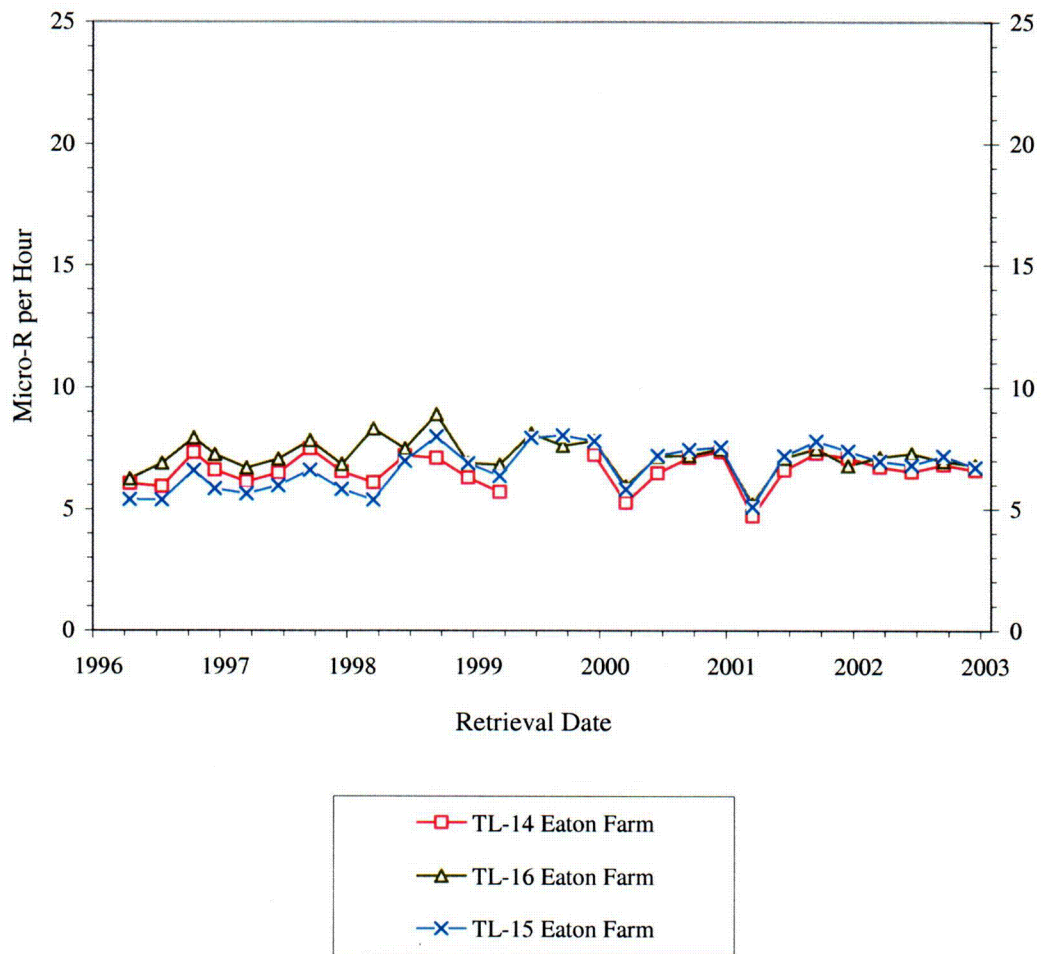 25 25
20 20
15 15
10 10
5 5
0 0
Micro-R per Hour
1996 1997 1998 1999 2000 2001 2002 2003
Retrieval Date
TL-14 Eaton Farm
TL-16 Eaton Farm
TL-15 Eaton Farm